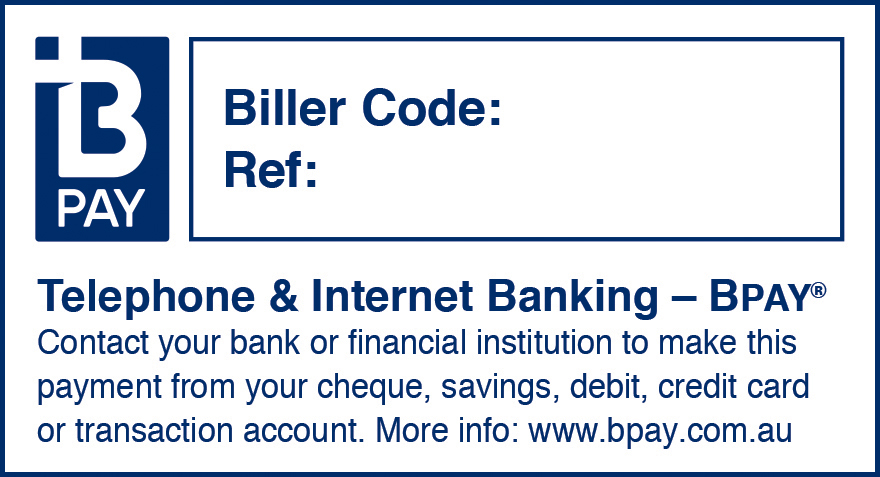 B
PAY
Biller Code:
Ref:
Telephone & Internet Banking – BPAY®
Contact your bank or financial institution to make this
payment from your cheque, savings, debit, credit card
or transaction account. More info: www.bpay.com.au